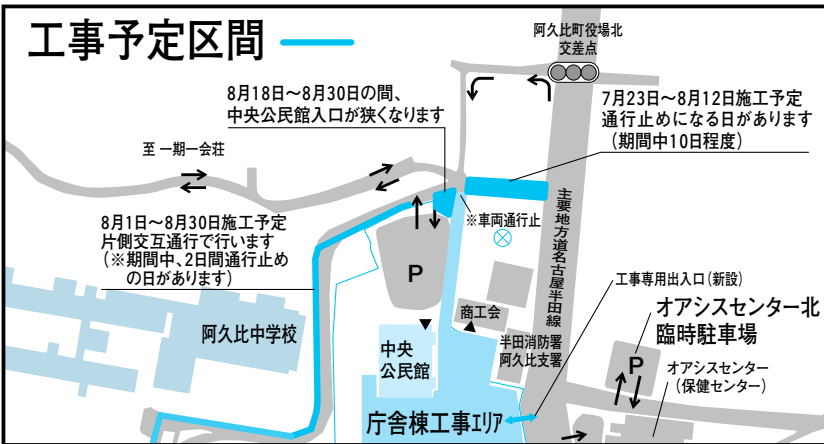 工事予定区間
阿久比町役場北
交差点
8月18日〜8月30日の間、
中央公民館入口が狭くなります
7月23日〜8月12日施工予定
通行止めになる日があります
(期間中10日程度)
至 一期一会荘
8月1日〜8月30日施工予定
片側交互通行で行います
(※期間中、2日間通行止め
の日があります)
※車両通行止
主要地方道名古屋半田線
P
工事専用出入口(新設)
オアシスセンター北
臨時駐車場
P
オアシスセンター
(保健センター)
商工会
半田消防署
阿久比支署
阿久比中学校
中央
公民館
庁舎棟工事エリア